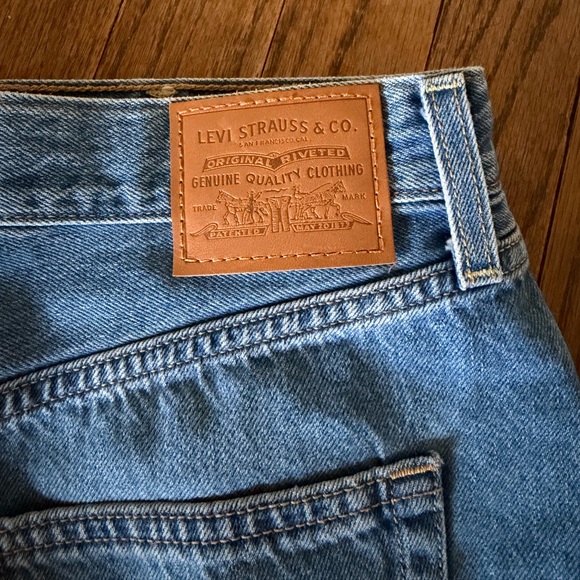 LEVI STRAUSS & CO.
SAN FRANCISCO, CAL.
ORIGINAL RIVETED
GENUINE QUALITY CLOTHING
TRADE MARK
PATENTED MAY 20 1873